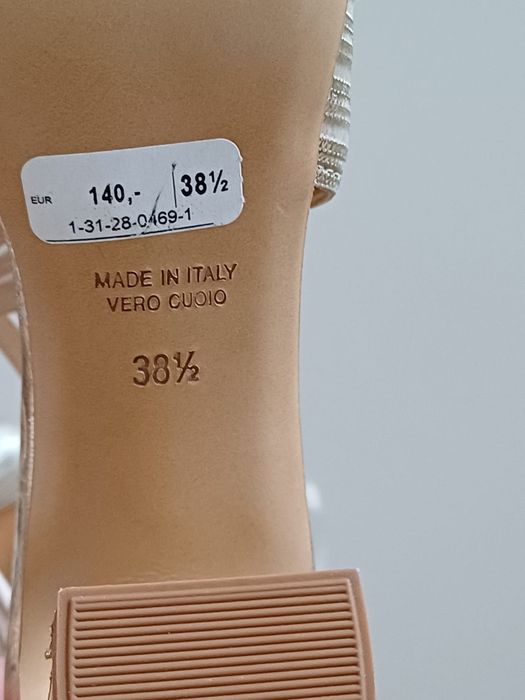 EUR 140,- 38½
1-31-28-0469-1
MADE IN ITALY
VERO CUOIO
38½